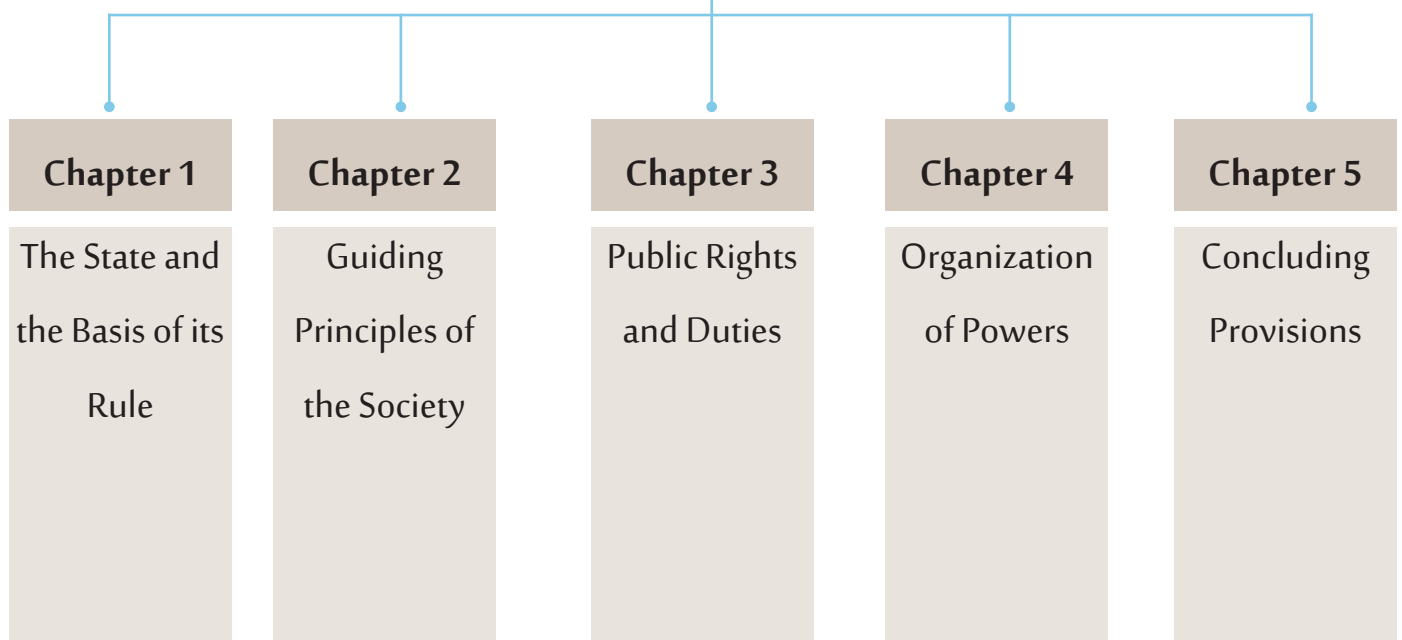 Chapter 1
The State and
the Basis of its
Rule
Chapter 2
Guiding
Principles of
the Society
Chapter 3
Public Rights
and Duties
Chapter 4
Organization
of Powers
Chapter 5
Concluding
Provisions